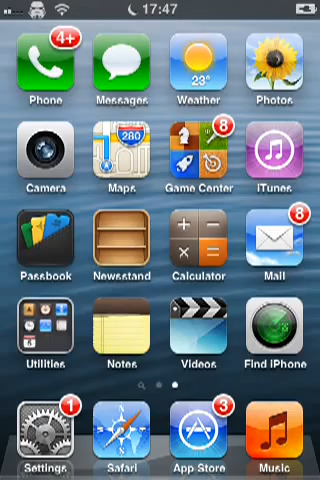 17:47
4+
Phone Messages Weather Photos
23°
280
8
Camera Maps Game Center iTunes
8
Passbook Newsstand Calculator Mail
Utilities Notes Videos Find iPhone
1 3
Settings Safari App Store Music